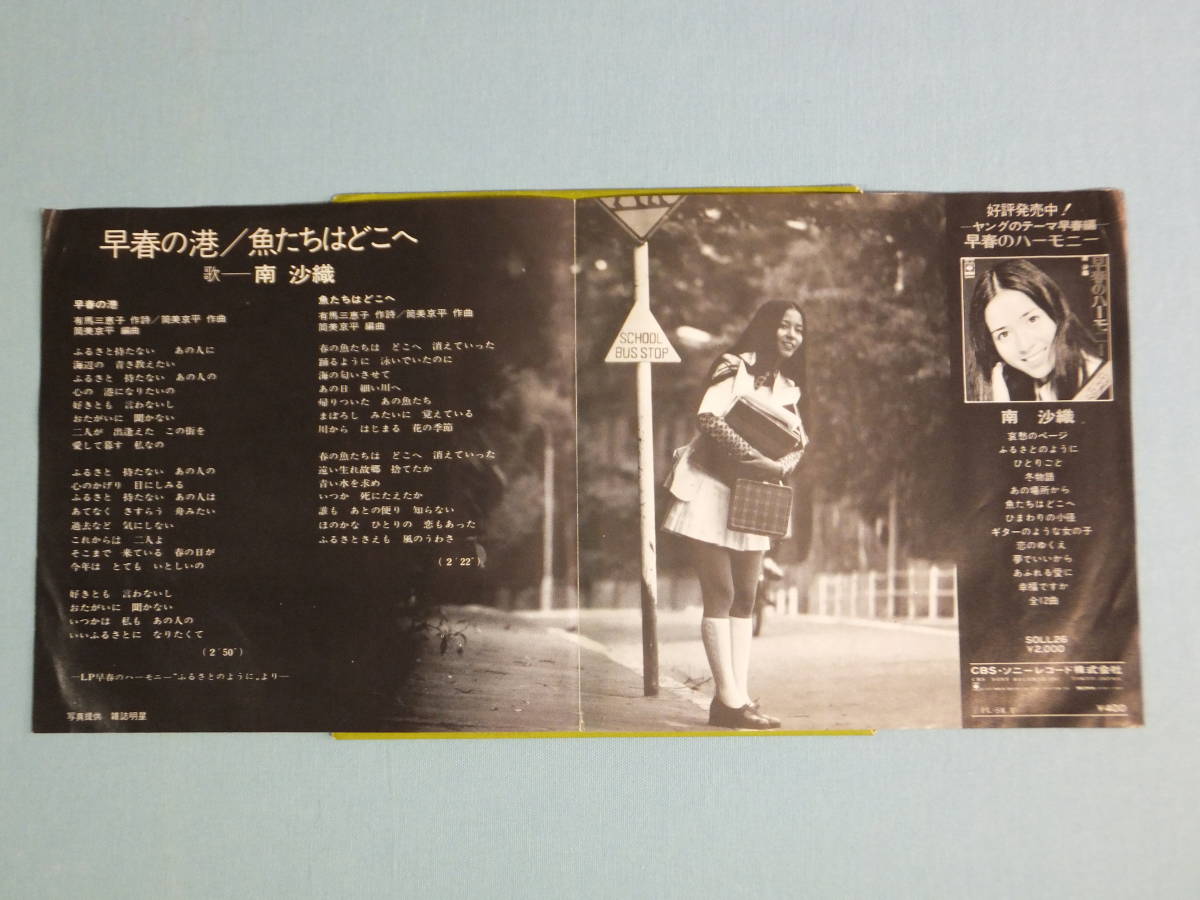 早春の港／魚たちはどこへ
歌―南 沙織
早春の港
有馬三恵子 作詩／筒美京平 作曲
筒美京平 編曲
ふるさと持たない あの人に
海辺の 青さ教えたい
ふるさと 持たない あの人の
心の 港になりたいの
好きとも 言わないし
おたがいに 聞かない
二人が 出逢えた この街を
愛して暮す 私なの
ふるさと 持たない あの人の
心のかげり 目にしみる
ふるさと 持たない あの人は
あてなく さすらう 舟みたい
過去など 気にしない
これからは 二人よ
そこまで 来ている 春の日が
今年は とても いとしいの
好きとも 言わないし
おたがいに 聞かない
いつかは 私も あの人の
いいふるさとに なりたくて
(2′50″)
―LP早春のハーモニー“ふるさとのように„より―
写真提供 雑誌明星
魚たちはどこへ
有馬三恵子 作詩／筒美京平 作曲
筒美京平 編曲
春の魚たちは どこへ 消えていった
踊るように 泳いでいたのに
海の匂いさせて
あの日 細い川へ
帰りついた あの魚たち
まぼろし みたいに 覚えている
川から はじまる 花の季節
春の魚たちは どこへ 消えていった
遠い生れ故郷 捨てたか
青い水を求め
いつか 死にたえたか
誰も あとの便り 知らない
ほのかな ひとりの 恋もあった
ふるさとさえも 風のうわさ
(2′22″)
SCHOOL
BUS STOP
好評発売中！
―ヤングのテーマ早春編―
早春のハーモニー
早春のハーモニー
南 沙織
南 沙織
哀愁のページ
ふるさとのように
ひとりごと
冬物語
あの場所から
魚たちはどこへ
ひまわりの小径
ギターのような女の子
恋のゆくえ
夢でいいから
あふれる愛に
幸福ですか
全12曲
SOLL26
¥2,000
CBS・ソニーレコード株式会社
¥400